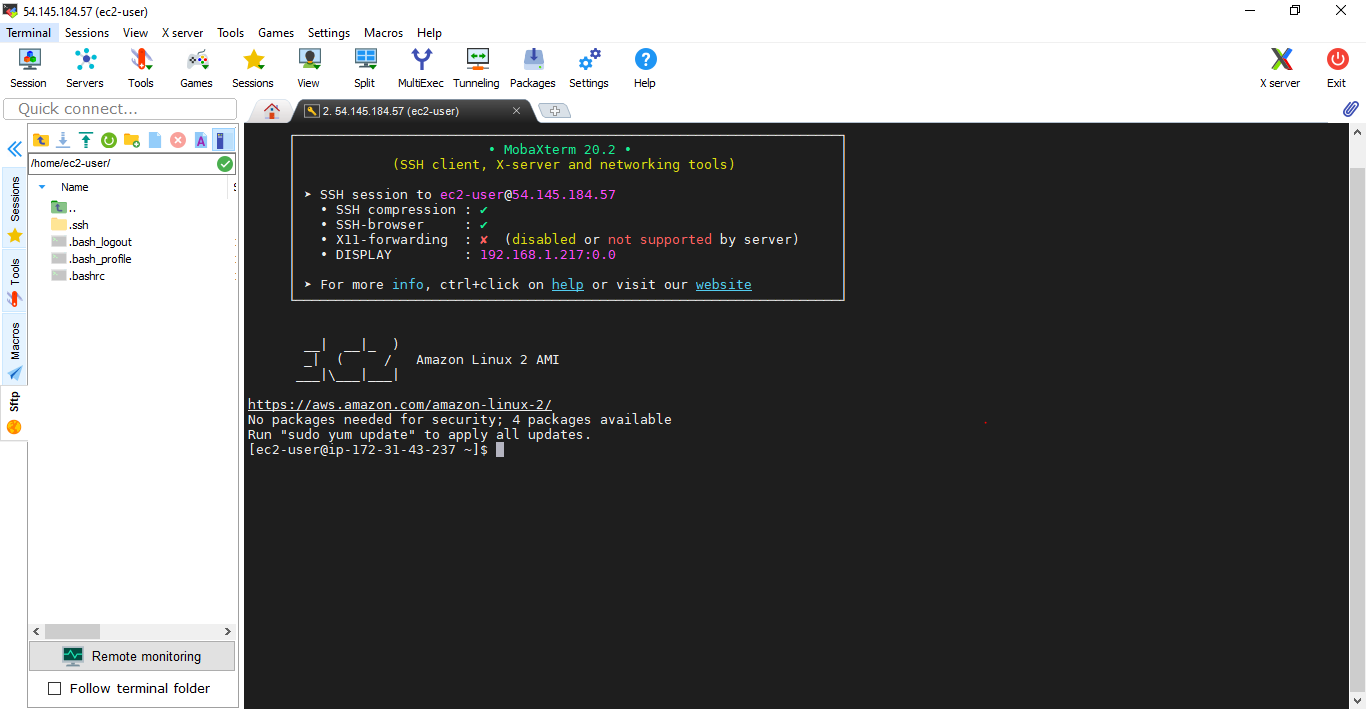 54.145.184.57 (ec2-user)
Terminal Sessions View X server Tools Games Settings Macros Help
Session Servers Tools Games Sessions View Split MultiExec Tunneling Packages Settings Help X server Exit
Quick connect...
2. 54.145.184.57 (ec2-user)
/home/ec2-user/
Name
..
.ssh
.bash_logout
.bash_profile
.bashrc
Sessions
Tools
Macros
Sftp
Remote monitoring
Follow terminal folder
• MobaXterm 20.2 •
(SSH client, X-server and networking tools)
➤ SSH session to ec2-user@54.145.184.57
• SSH compression : ✔
• SSH-browser : ✔
• X11-forwarding : ✘ (disabled or not supported by server)
• DISPLAY : 192.168.1.217:0.0
➤ For more info, ctrl+click on help or visit our website
__| __|_ )
_| ( / Amazon Linux 2 AMI
___|\___|___|
https://aws.amazon.com/amazon-linux-2/
No packages needed for security; 4 packages available
Run "sudo yum update" to apply all updates.
[ec2-user@ip-172-31-43-237 ~]$